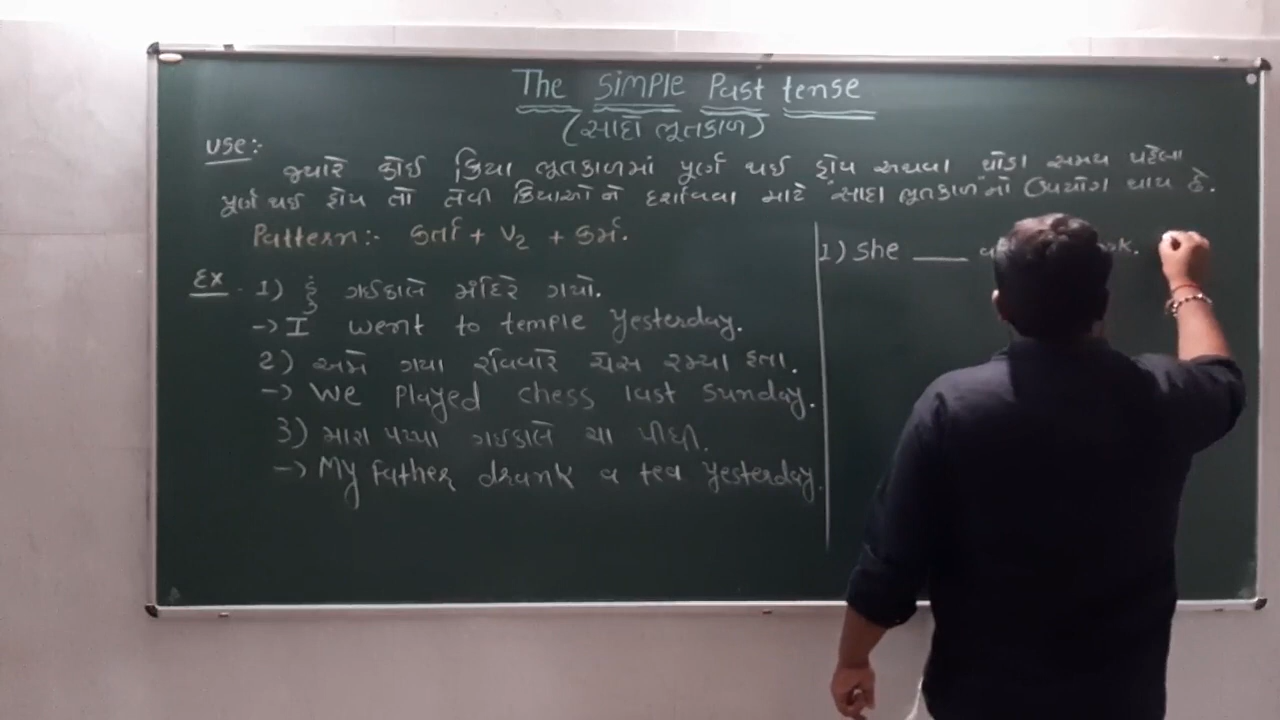 The Simple Past tense
(સાદો ભૂતકાળ)
use:-
જ્યારે કોઈ ક્રિયા ભૂતકાળમાં પૂર્ણ થઈ હોય અથવા થોડા સમય પહેલા
પૂર્ણ થઈ હોય તો તેવી ક્રિયાઓ ને દર્શાવવા માટે "સાદા ભૂતકાળ"નો ઉપયોગ થાય છે.
Pattern:- કર્તા + V2 + કર્મ.
Ex. 1) હું ગઈકાલે મંદિરે ગયો.
-> I went to temple yesterday.
2) અમે ગયા રવિવારે ચેસ રમ્યા હતા.
-> We played chess last sunday.
3) મારા પપ્પા ગઈકાલે ચા પીધી.
-> My Father drank a tea yesterday.
1) She ____